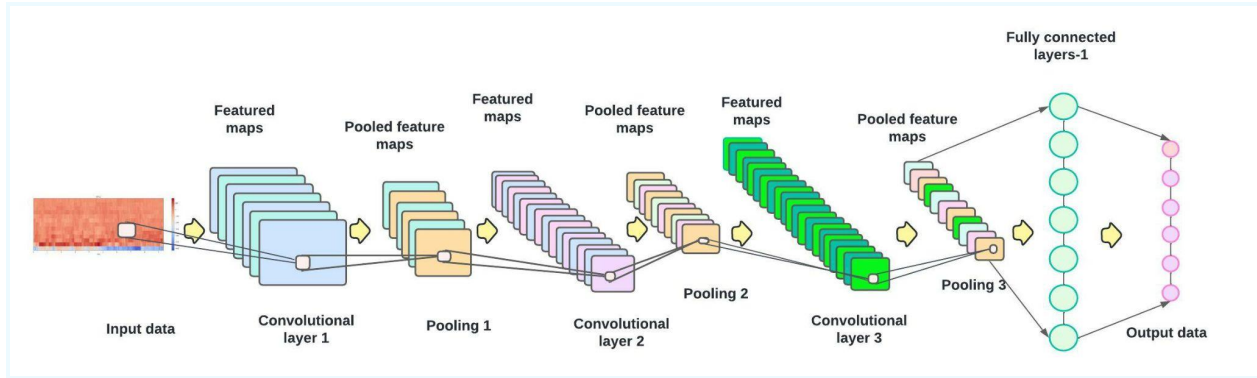 Fully connected
layers-1
Featured
maps
Pooled feature
maps
Featured
maps
Pooled feature
maps
Featured
maps
Pooled feature
maps
Input data
Convolutional
layer 1
Pooling 1
Convolutional
layer 2
Pooling 2
Convolutional
layer 3
Pooling 3
Output data